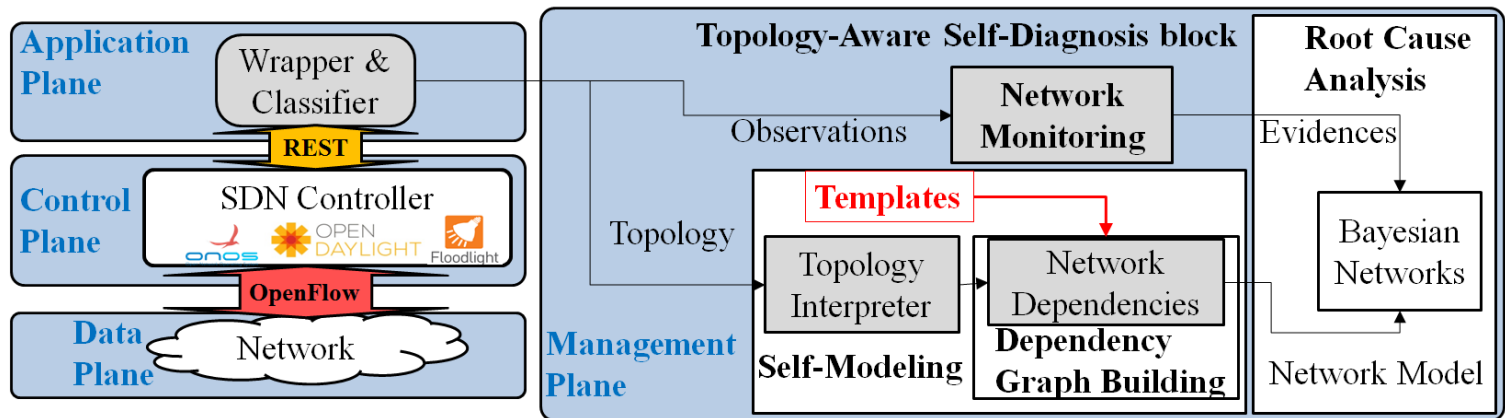 Application
Plane
Wrapper &
Classifier
REST
Control
Plane
SDN Controller
onos
OPEN
DAYLIGHT
Floodlight
OpenFlow
Data
Plane
Network
Topology-Aware Self-Diagnosis block
Root Cause
Analysis
Network
Monitoring
Observations
Evidences
Templates
Topology
Topology
Interpreter
Network
Dependencies
Bayesian
Networks
Management
Plane
Self-Modeling
Dependency
Graph Building
Network Model